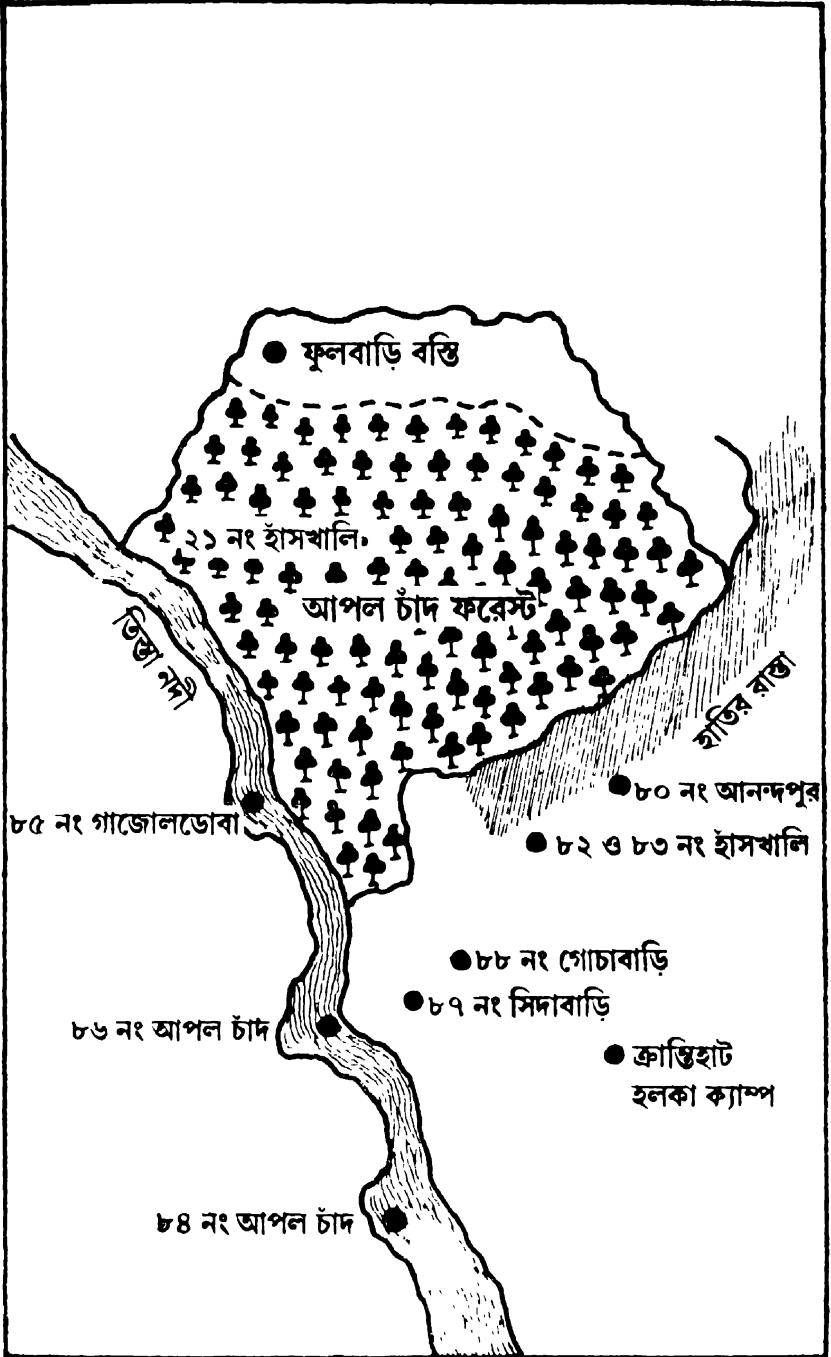 ফুলবাড়ি বস্তি
২১ নং হাঁসখালি
আপল চাঁদ ফরেস্ট
তিস্তা নদী
হাতির রাস্তা
৮০ নং আনন্দপুর
৮৫ নং গাজোলডোবা
৮২ ও ৮৩ নং হাঁসখালি
৮৮ নং গোচাবাড়ি
৮৭ নং সিদাবাড়ি
৮৬ নং আপল চাঁদ
ক্রান্তিহাট
হলকা ক্যাম্প
৮৪ নং আপল চাঁদ